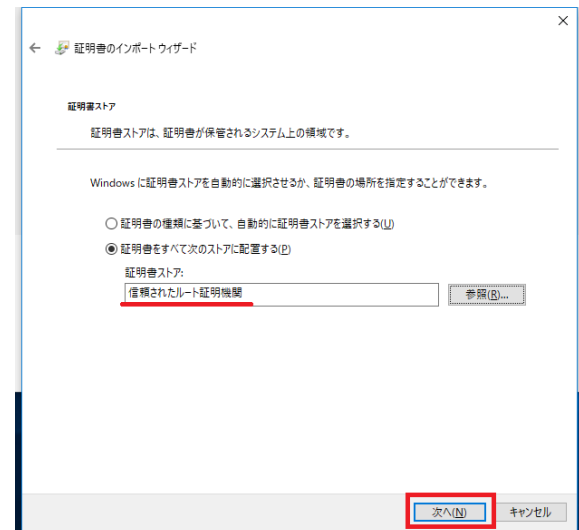 証明書のインポート ウィザード
証明書ストア
証明書ストアは、証明書が保管されるシステム上の領域です。
Windows に証明書ストアを自動的に選択させるか、証明書の場所を指定することができます。
証明書の種類に基づいて、自動的に証明書ストアを選択する(U)
証明書をすべて次のストアに配置する(P)
証明書ストア:
信頼されたルート証明機関
参照(R)...
次へ(N)
キャンセル